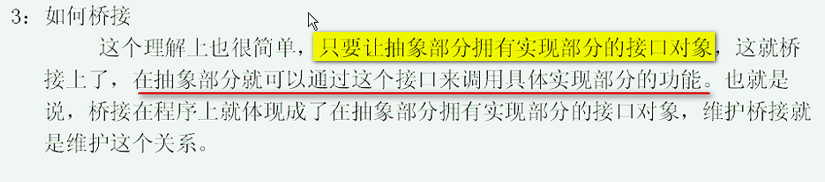 3：如何桥接
这个理解上也很简单，只要让抽象部分拥有实现部分的接口对象，这就桥
接上了，在抽象部分就可以通过这个接口来调用具体实现部分的功能。也就是
说，桥接在程序上就体现成了在抽象部分拥有实现部分的接口对象，维护桥接就
是维护这个关系。